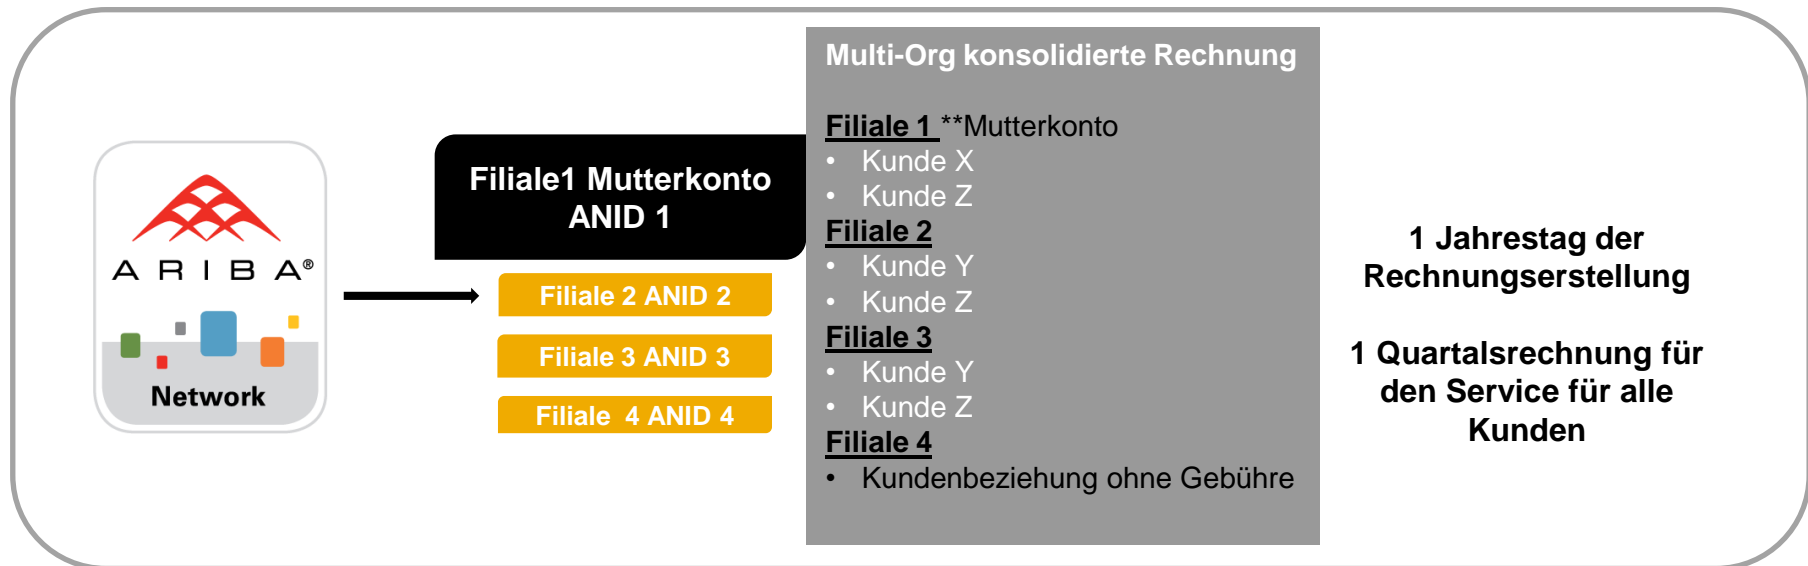 ARIBA®
Network
Filiale1 Mutterkonto
ANID 1
Filiale 2 ANID 2
Filiale 3 ANID 3
Filiale 4 ANID 4
Multi-Org konsolidierte Rechnung
Filiale 1 **Mutterkonto
• Kunde X
• Kunde Z
Filiale 2
• Kunde Y
• Kunde Z
Filiale 3
• Kunde Y
• Kunde Z
Filiale 4
• Kundenbeziehung ohne Gebühre
1 Jahrestag der
Rechnungserstellung
1 Quartalsrechnung für
den Service für alle
Kunden